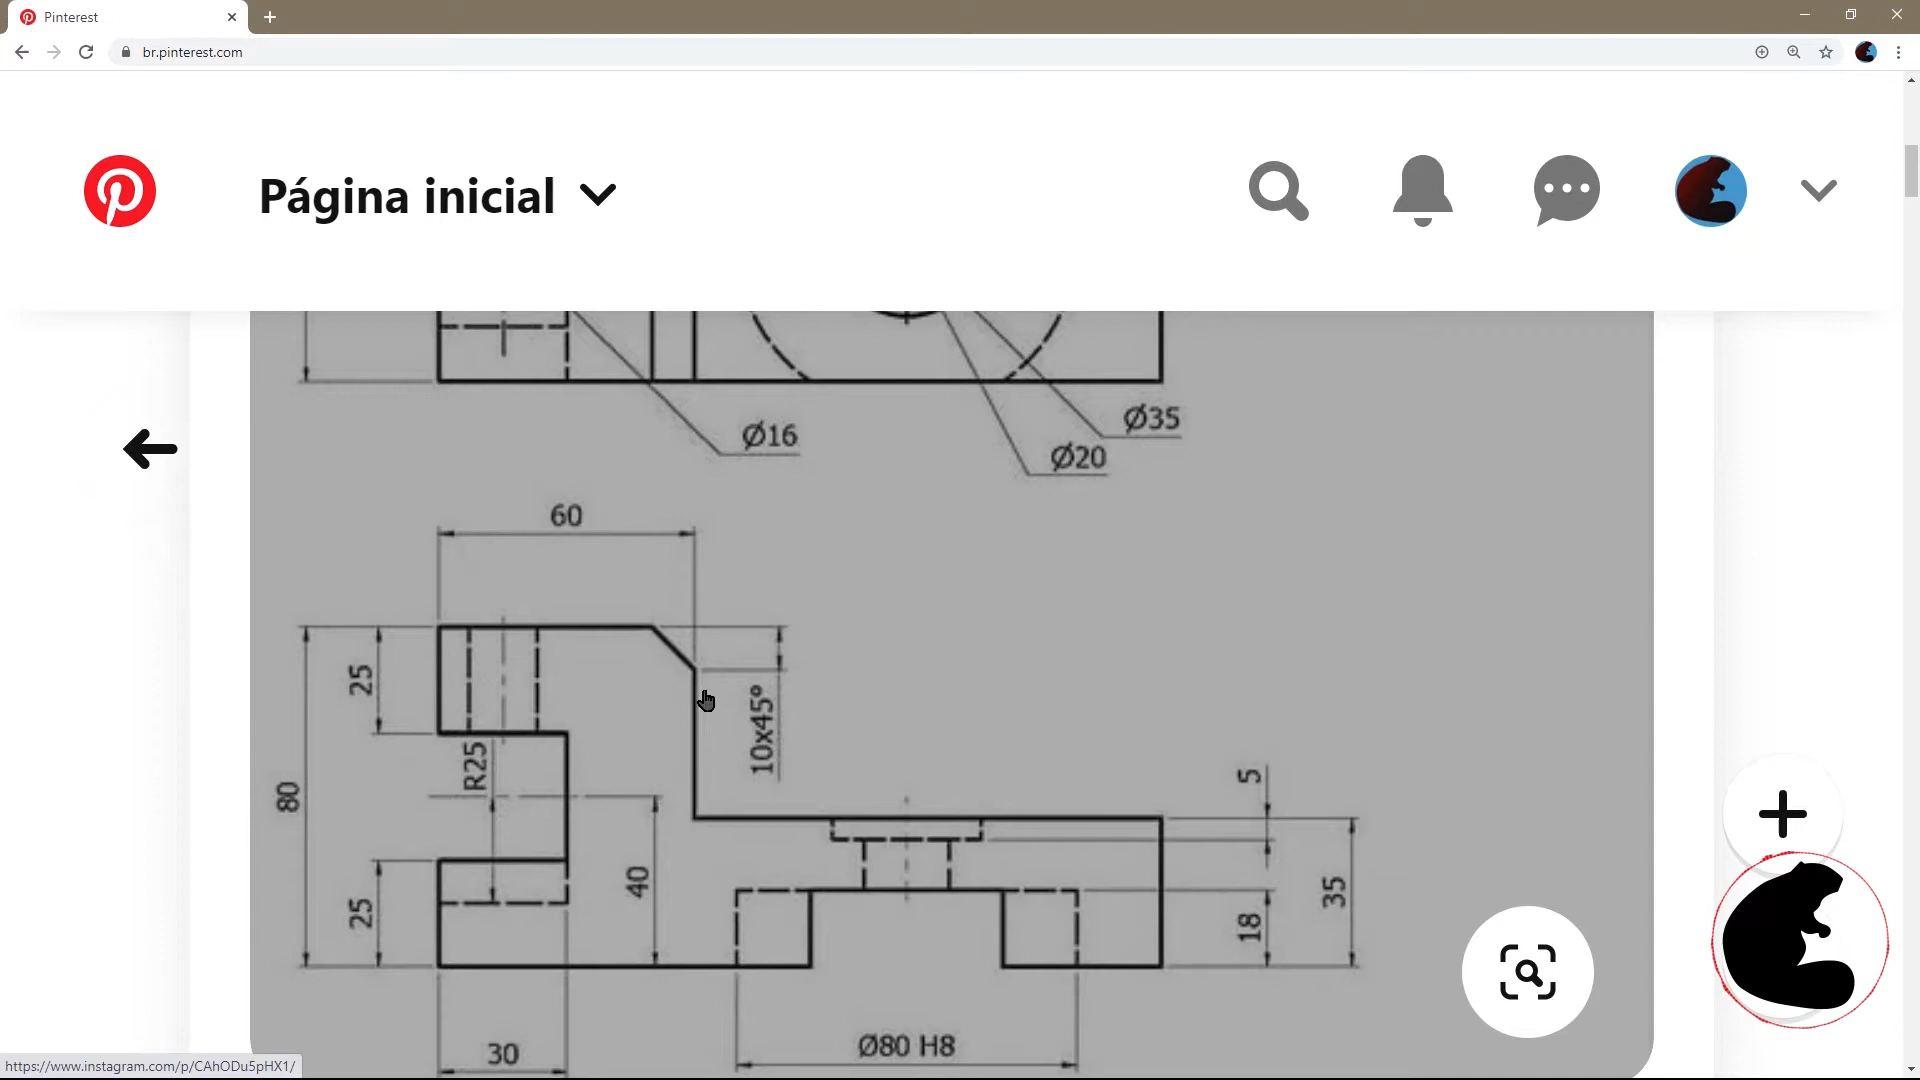 Pinterest
br.pinterest.com
Página inicial
Ø16
Ø35
Ø20
60
25
10x45°
R25
80
5
40
25
35
18
30
Ø80 H8
https://www.instagram.com/p/CAhODu5pHX1/